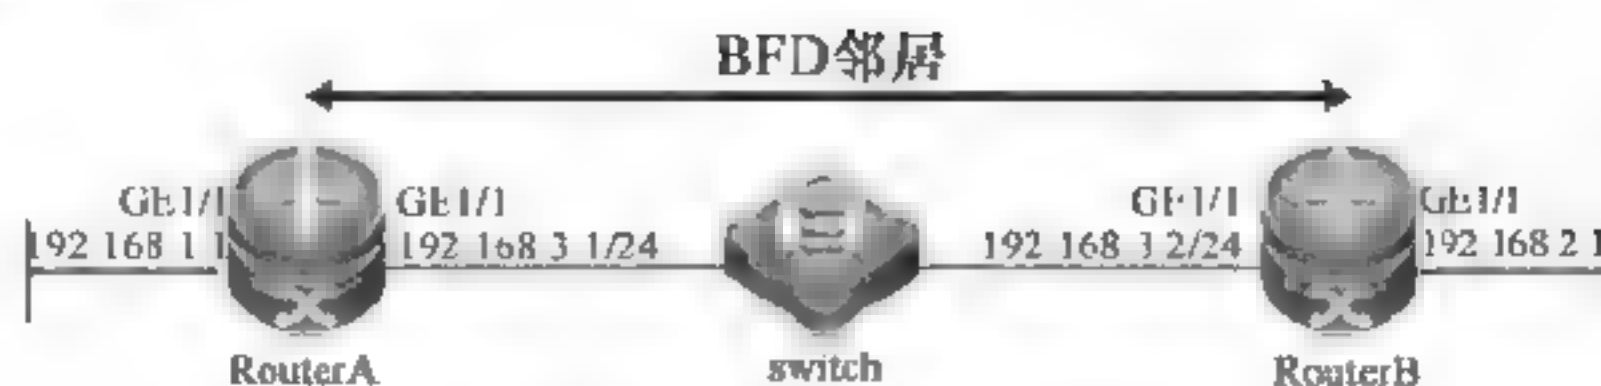 BFD邻居
GE1/1
192 168 1 1
GE1/1
192 168 3 1/24
GE1/1
192 168 3 2/24
GE1/1
192 168 2 1
RouterA
switch
RouterB